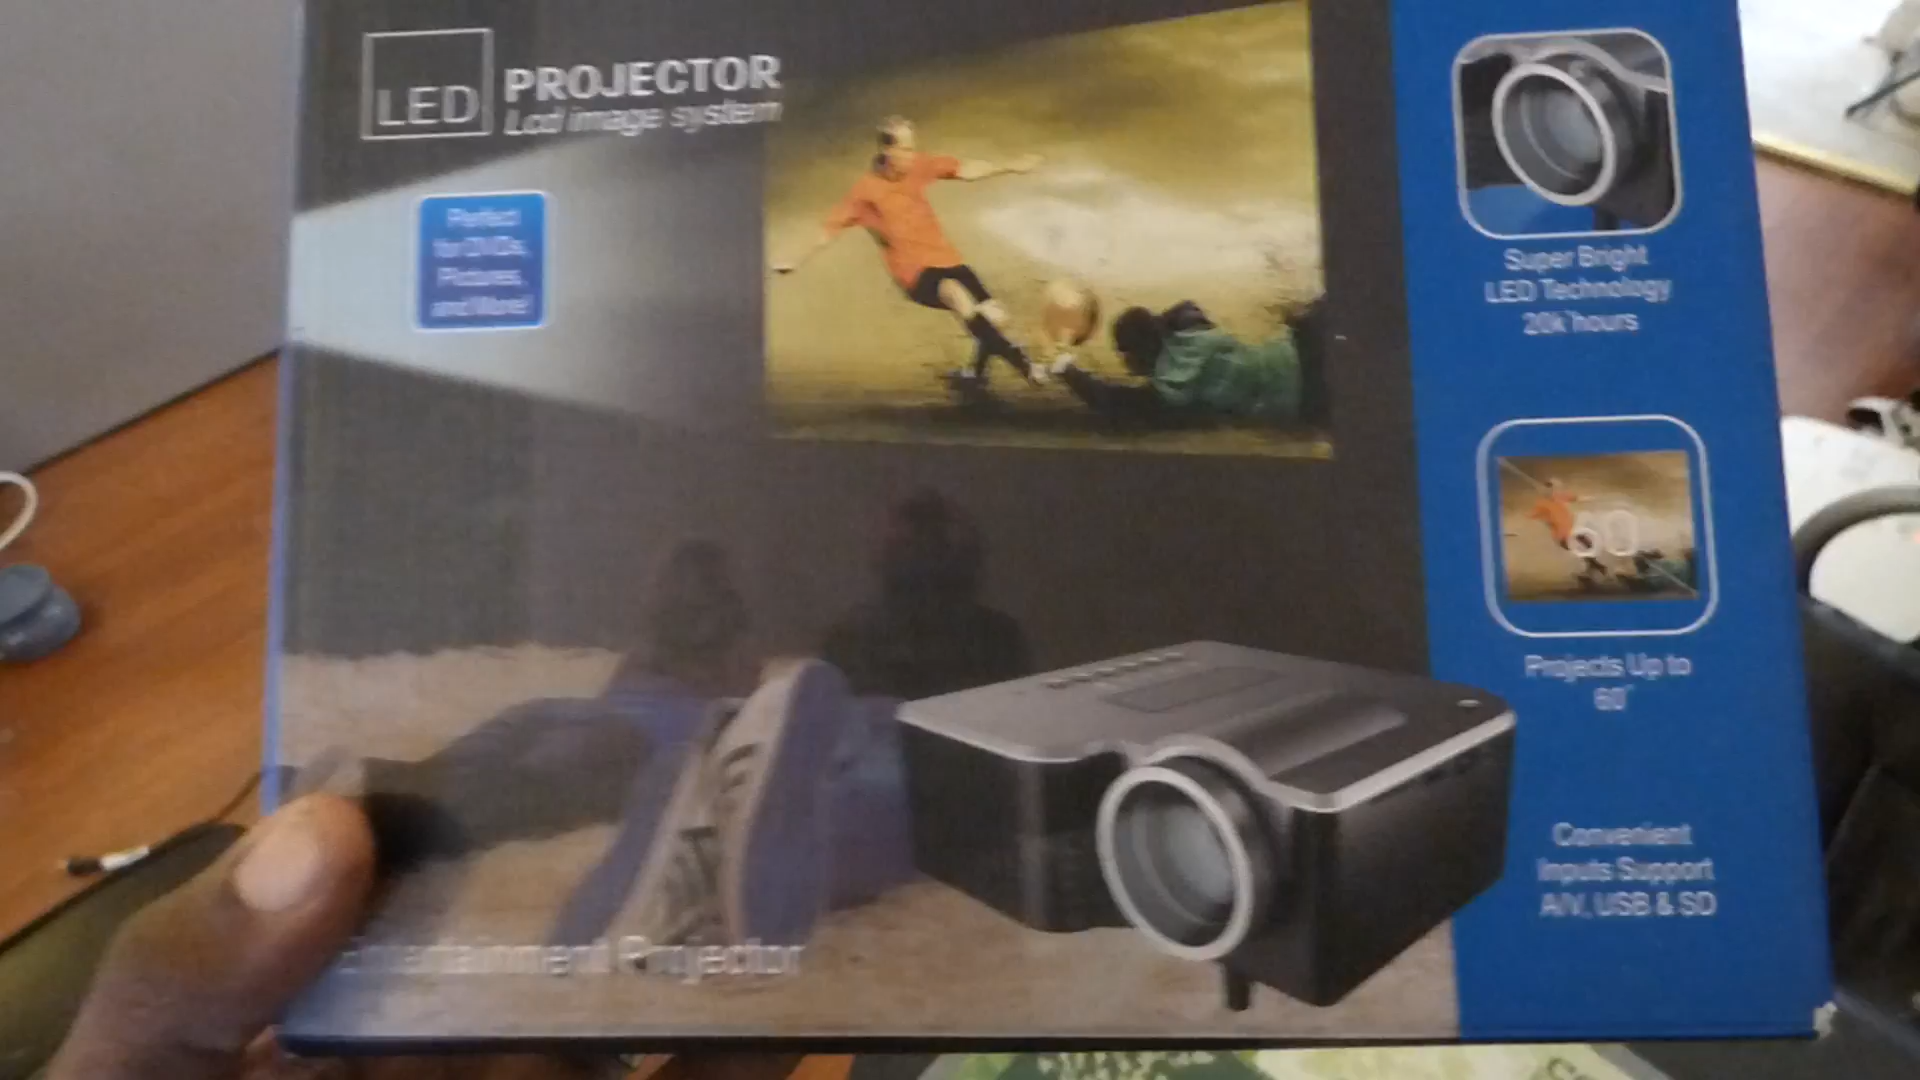 LED
PROJECTOR
Lcd image system
Perfect
for DVDs,
Pictures,
and More!
Super Bright
LED Technology
20k hours
60
Projects Up to
60"
Convenient
Inputs Support
A/V, USB & SD
Entertainment Projector